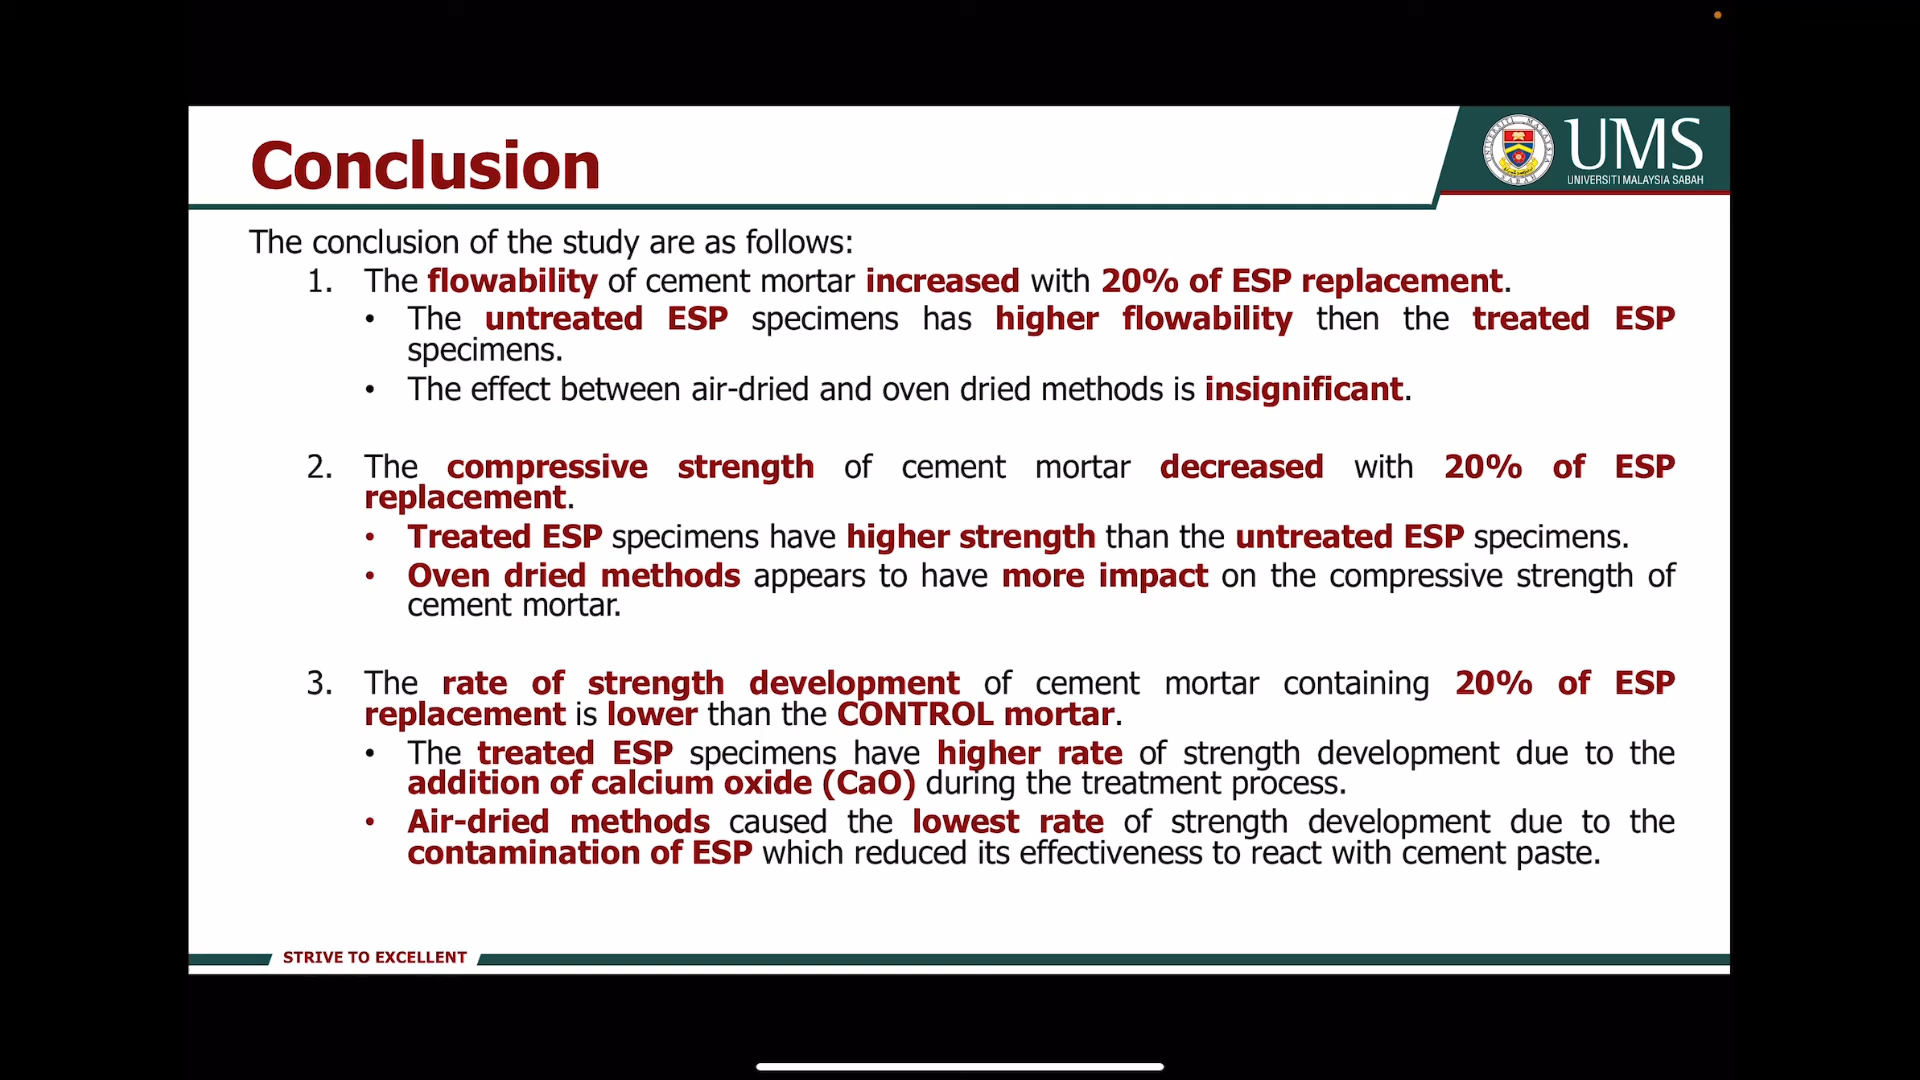 Conclusion
UMS
UNIVERSITI MALAYSIA SABAH
The conclusion of the study are as follows:
1. The flowability of cement mortar increased with 20% of ESP replacement.
• The untreated ESP specimens has higher flowability then the treated ESP
specimens.
• The effect between air-dried and oven dried methods is insignificant.
2. The compressive strength of cement mortar decreased with 20% of ESP
replacement.
• Treated ESP specimens have higher strength than the untreated ESP specimens.
• Oven dried methods appears to have more impact on the compressive strength of
cement mortar.
3. The rate of strength development of cement mortar containing 20% of ESP
replacement is lower than the CONTROL mortar.
• The treated ESP specimens have higher rate of strength development due to the
addition of calcium oxide (CaO) during the treatment process.
• Air-dried methods caused the lowest rate of strength development due to the
contamination of ESP which reduced its effectiveness to react with cement paste.
STRIVE TO EXCELLENT